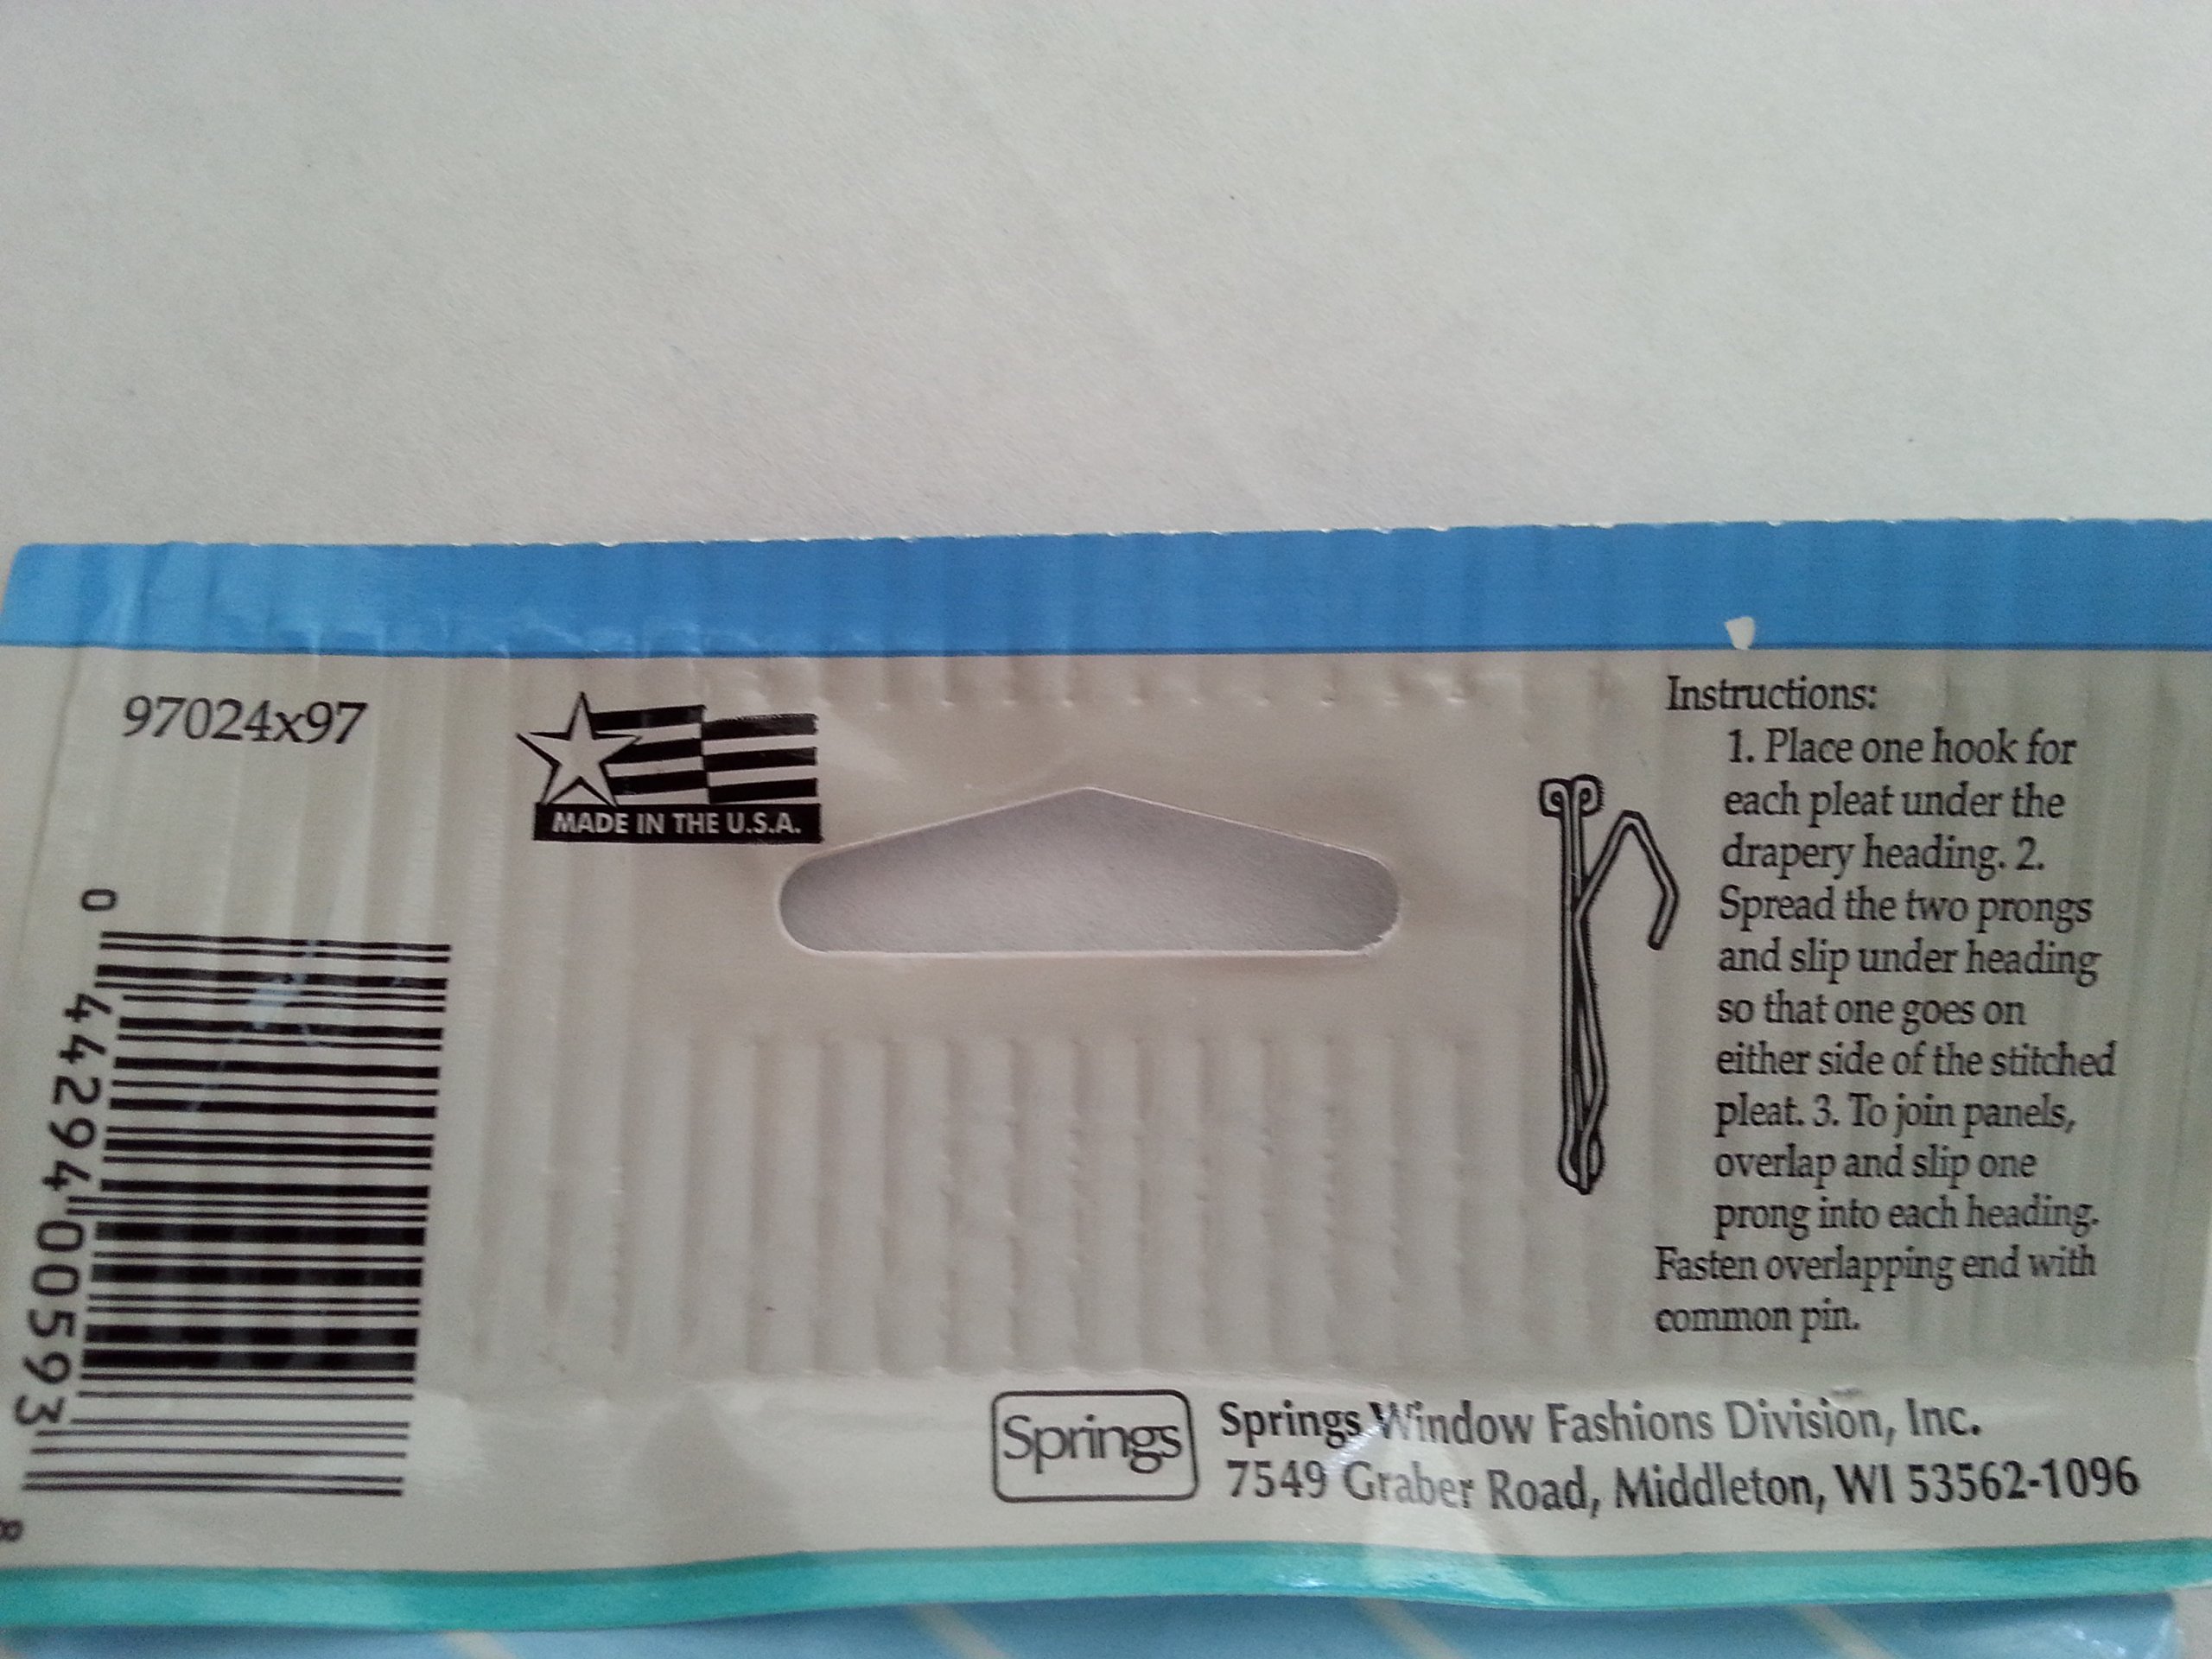 97024x97
MADE IN THE U.S.A.
0 44294 00593 8
Instructions:
1. Place one hook for
each pleat under the
drapery heading. 2.
Spread the two prongs
and slip under heading
so that one goes on
either side of the stitched
pleat. 3. To join panels,
overlap and slip one
prong into each heading.
Fasten overlapping end with
common pin.
Springs
Springs Window Fashions Division, Inc.
7549 Graber Road, Middleton, WI 53562-1096